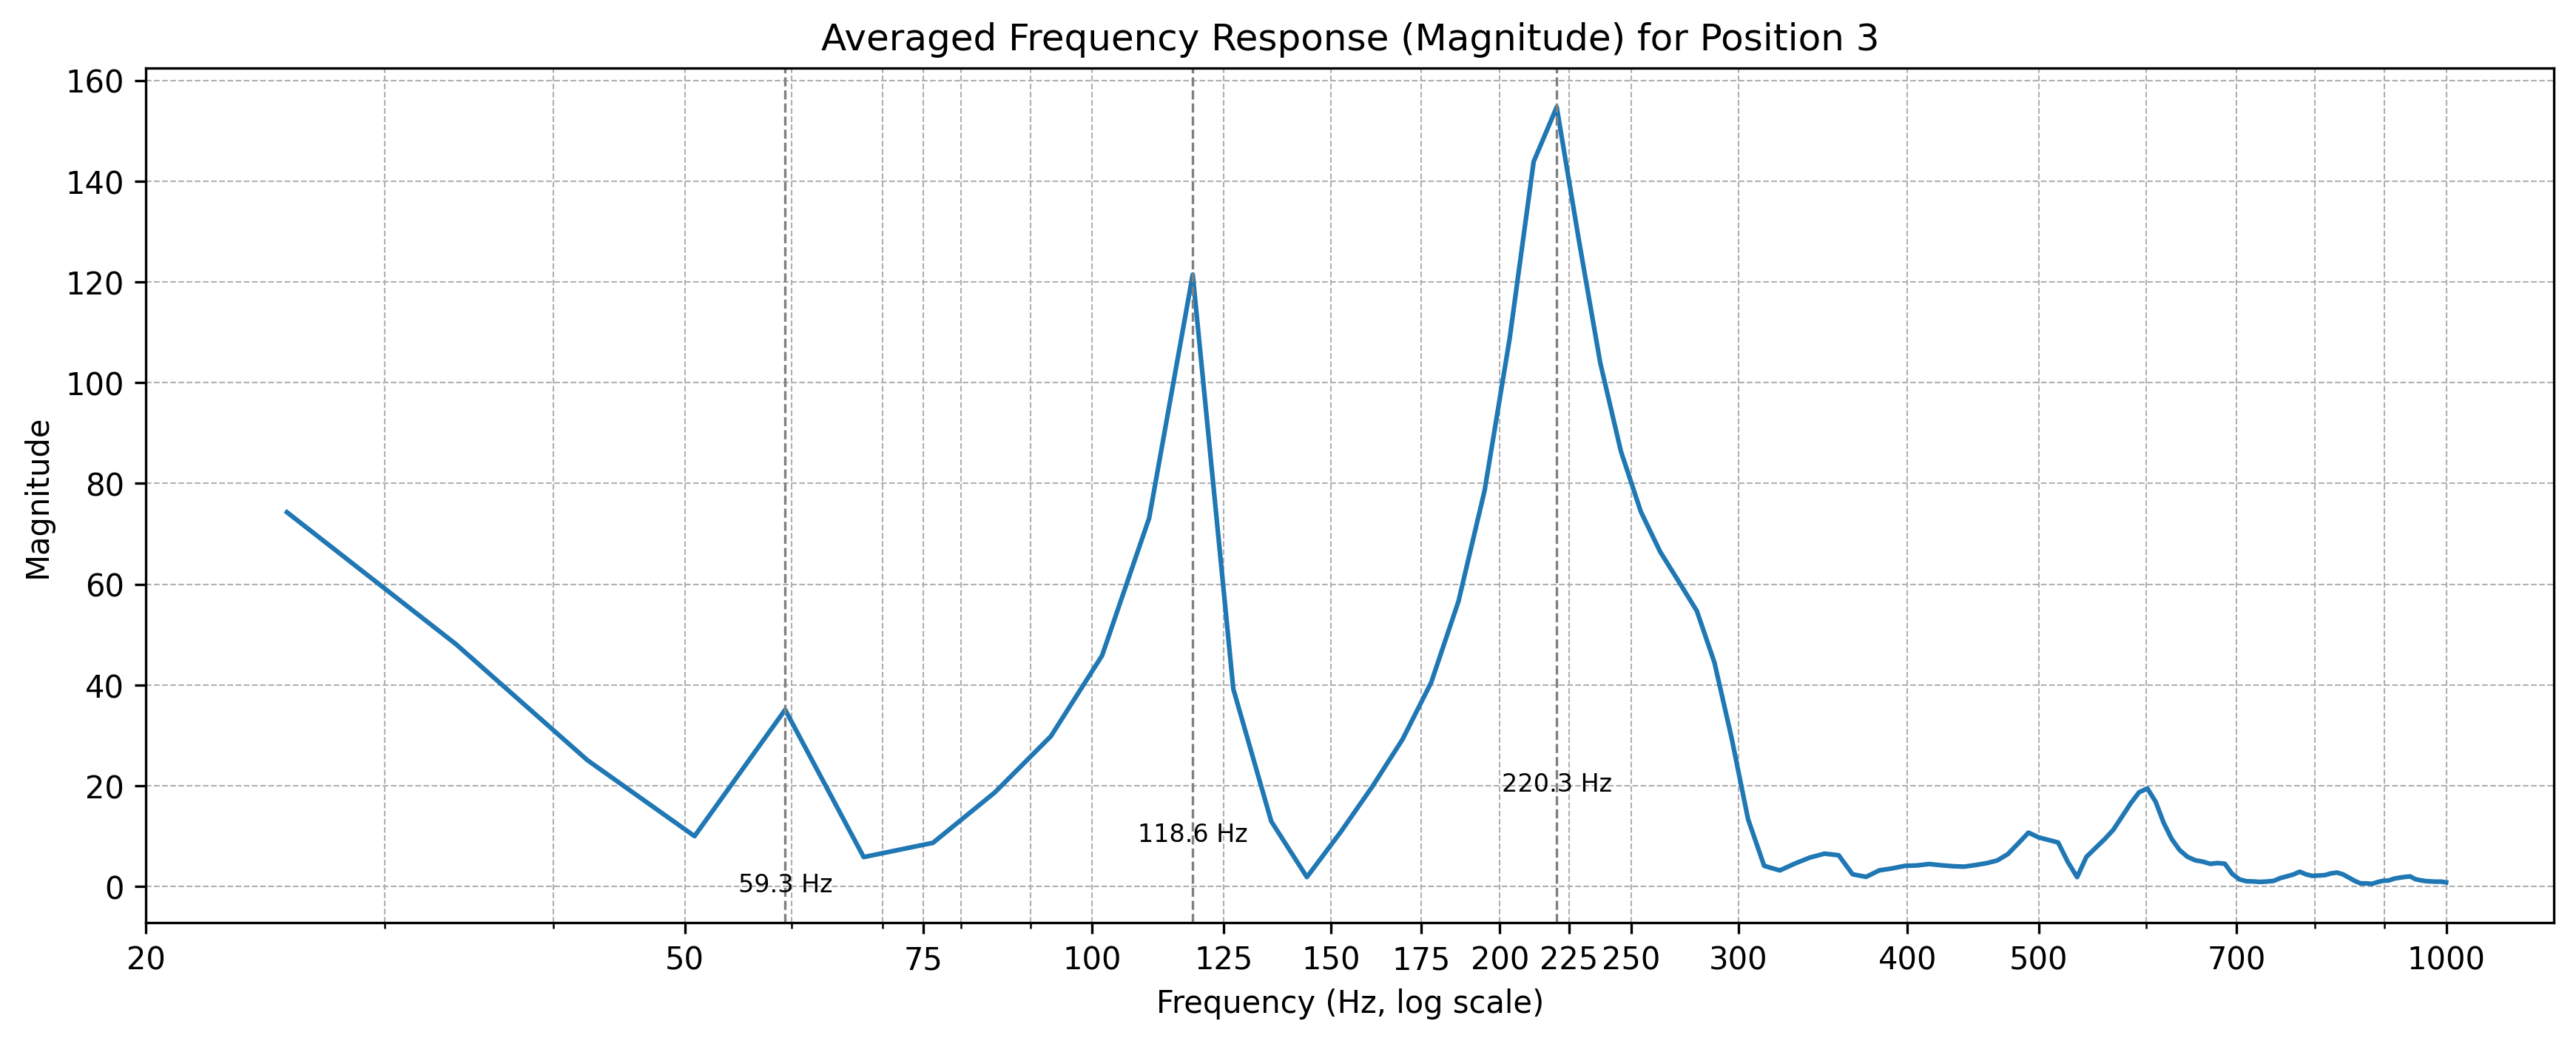 Averaged Frequency Response (Magnitude) for Position 3
160
140
120
100
80
60
40
20
0
Magnitude
220.3 Hz
118.6 Hz
59.3 Hz
20 50 75 100 125 150 175 200 225 250 300 400 500 700 1000
Frequency (Hz, log scale)